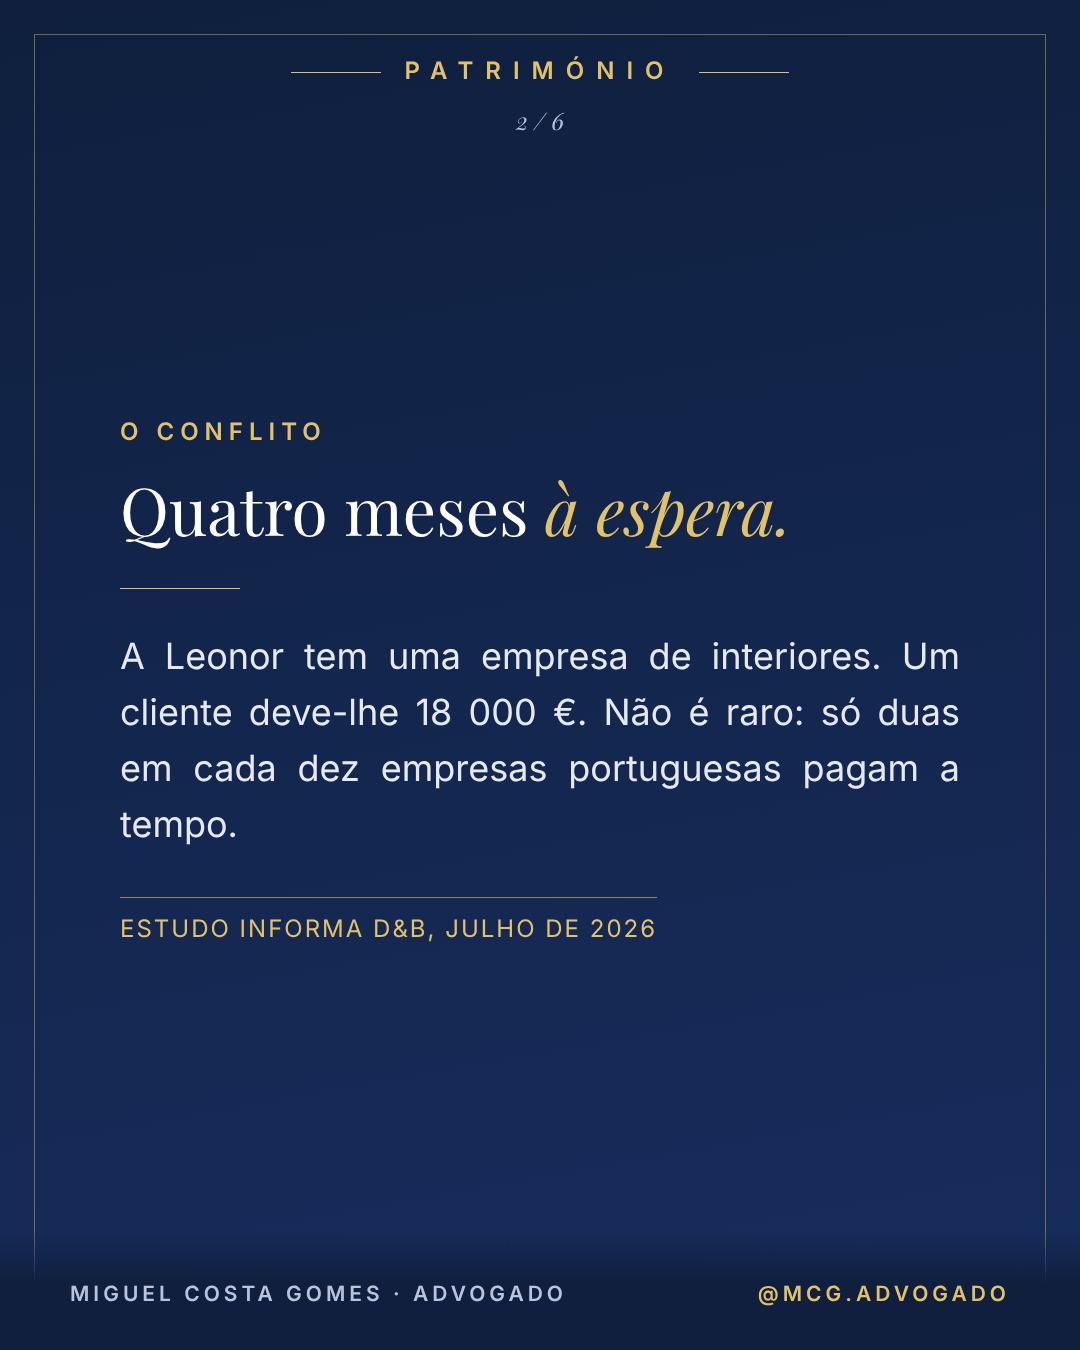 PATRIMÓNIO
2 / 6
O CONFLITO
Quatro meses à espera.
A Leonor tem uma empresa de interiores. Um
cliente deve-lhe 18 000 €. Não é raro: só duas
em cada dez empresas portuguesas pagam a
tempo.
ESTUDO INFORMA D&B, JULHO DE 2026
MIGUEL COSTA GOMES · ADVOGADO
@MCG.ADVOGADO